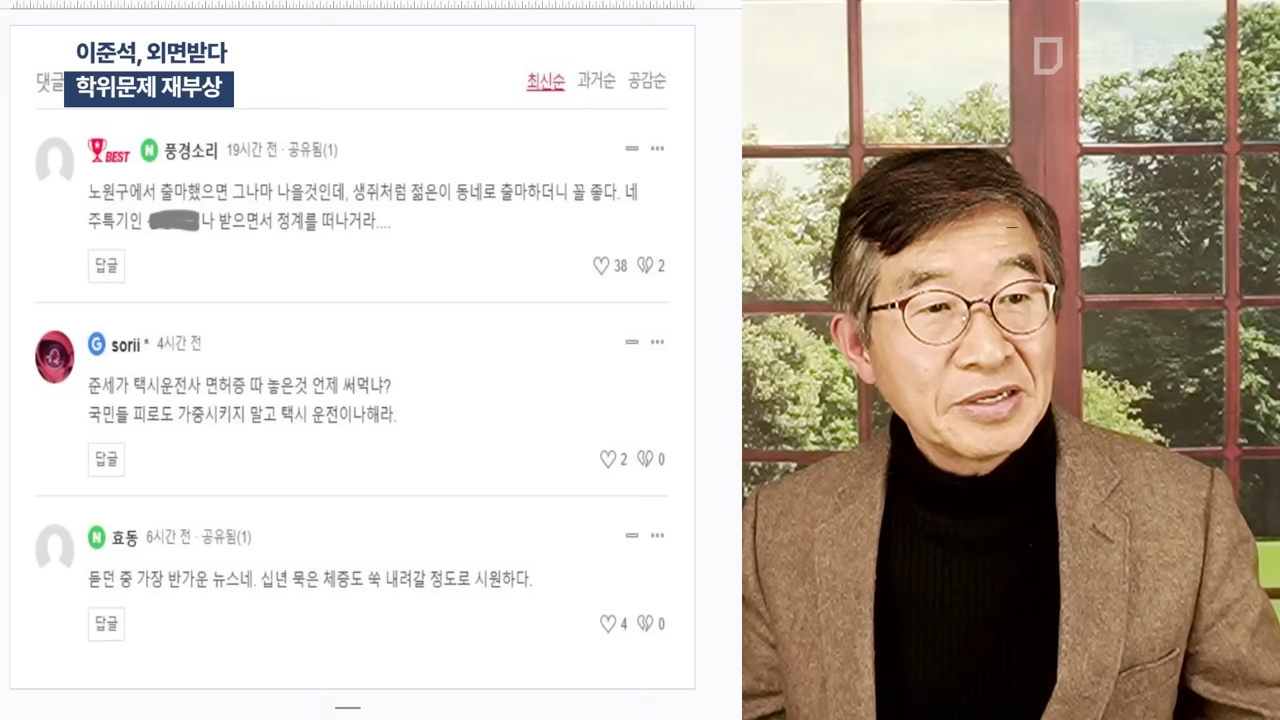 이준석, 외면받다
학위문제 재부상
댓글
최신순 과거순 공감순
BEST N 풍경소리 19시간 전 · 공유됨(1)
노원구에서 출마했으면 그나마 나을것인데, 생쥐처럼 젊은이 동네로 출마하더니 꼴 좋다. 네
주특기인 나 받으면서 정계를 떠나거라....
답글
38 2
G sorii * 4시간 전
준세가 택시운전사 면허증 따 놓은것 언제 써먹냐?
국민들 피로도 가중시키지 말고 택시 운전이나해라.
답글
2 0
N 효동 6시간 전 · 공유됨(1)
듣던 중 가장 반가운 뉴스네. 십년 묵은 체증도 쑥 내려갈 정도로 시원하다.
답글
4 0